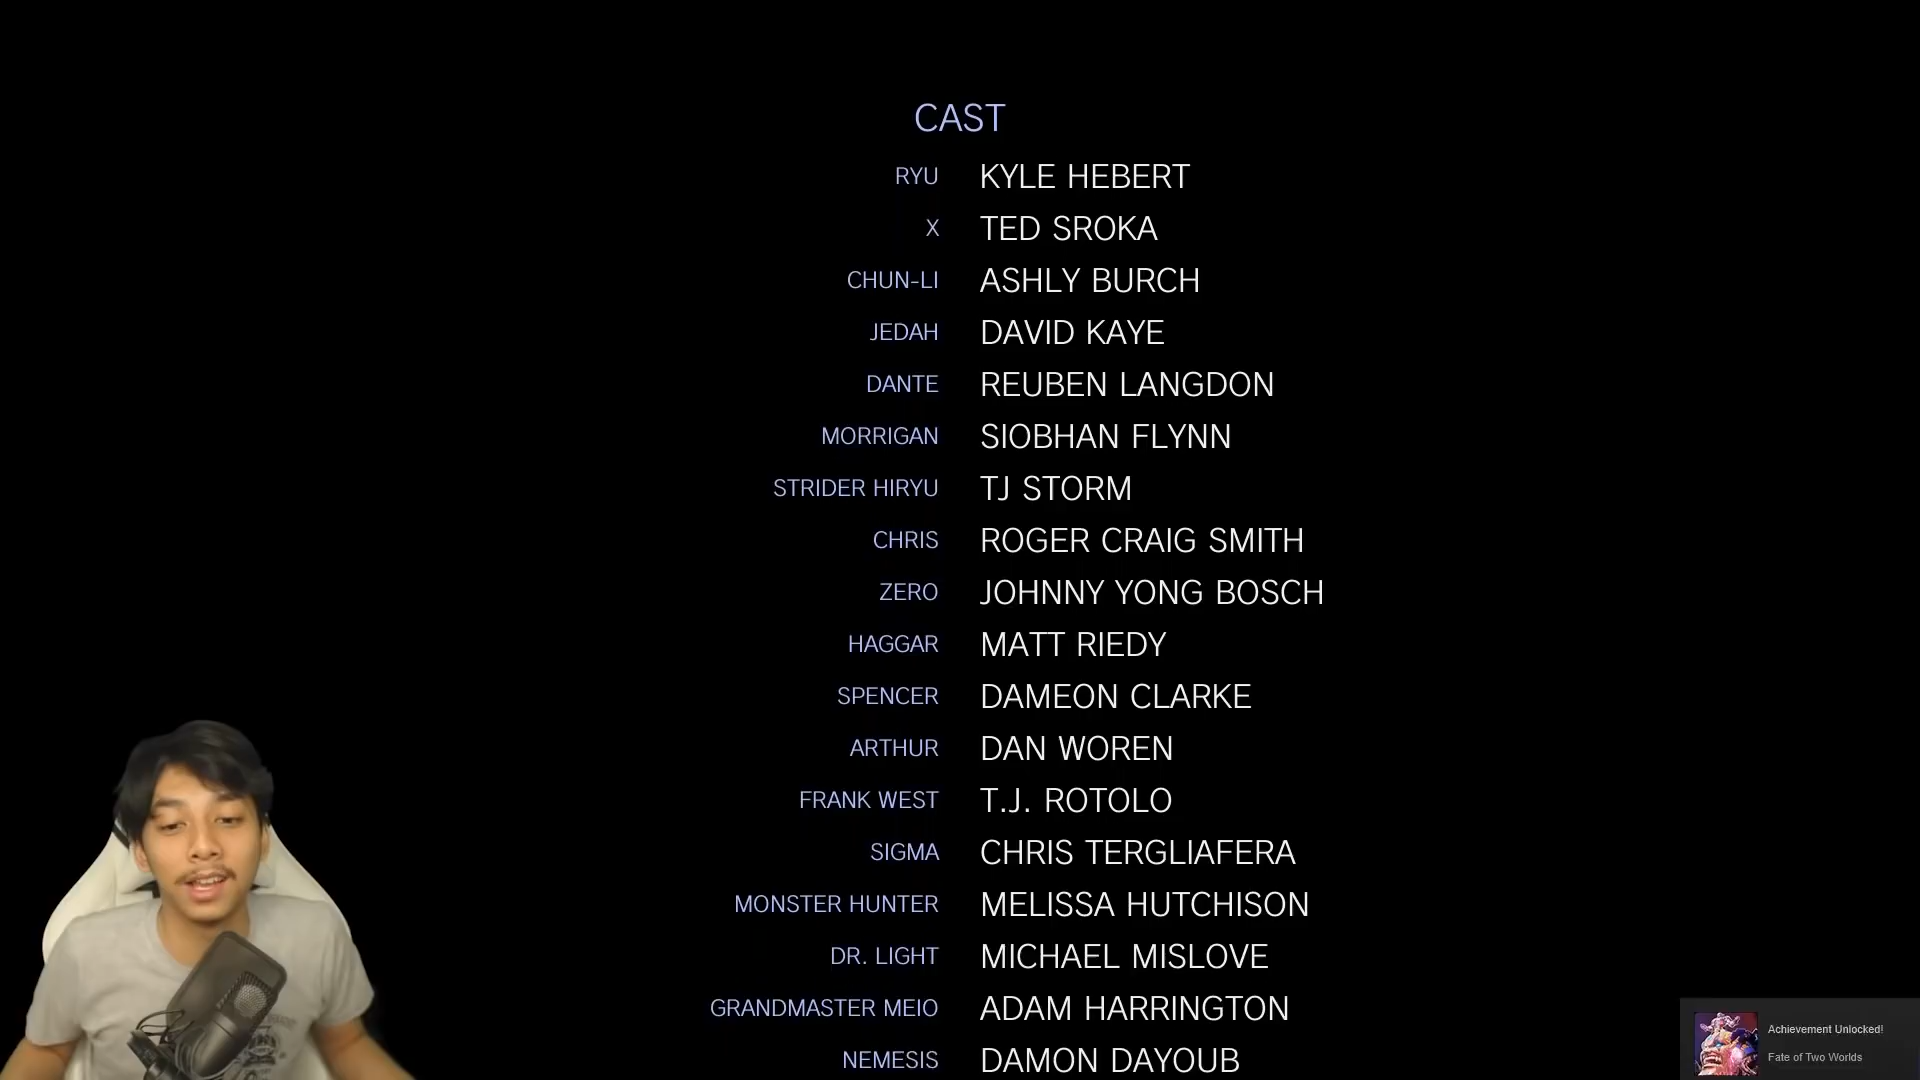 CAST
RYU KYLE HEBERT
X TED SROKA
CHUN-LI ASHLY BURCH
JEDAH DAVID KAYE
DANTE REUBEN LANGDON
MORRIGAN SIOBHAN FLYNN
STRIDER HIRYU TJ STORM
CHRIS ROGER CRAIG SMITH
ZERO JOHNNY YONG BOSCH
HAGGAR MATT RIEDY
SPENCER DAMEON CLARKE
ARTHUR DAN WOREN
FRANK WEST T.J. ROTOLO
SIGMA CHRIS TERGLIAFERA
MONSTER HUNTER MELISSA HUTCHISON
DR. LIGHT MICHAEL MISLOVE
GRANDMASTER MEIO ADAM HARRINGTON
NEMESIS DAMON DAYOUB
Achievement Unlocked!
Fate of Two Worlds